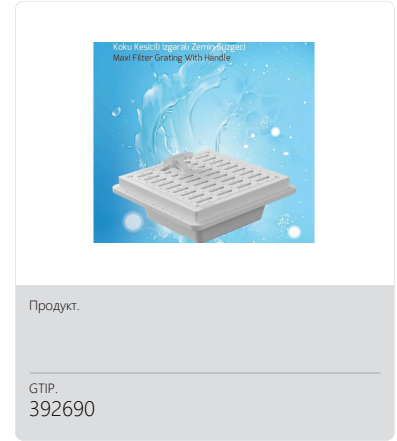 Koku Kesicili Izgaralı Zemin Süzgeci
Maxi Filter Grating With Handle
Продукт.
GTIP.
392690